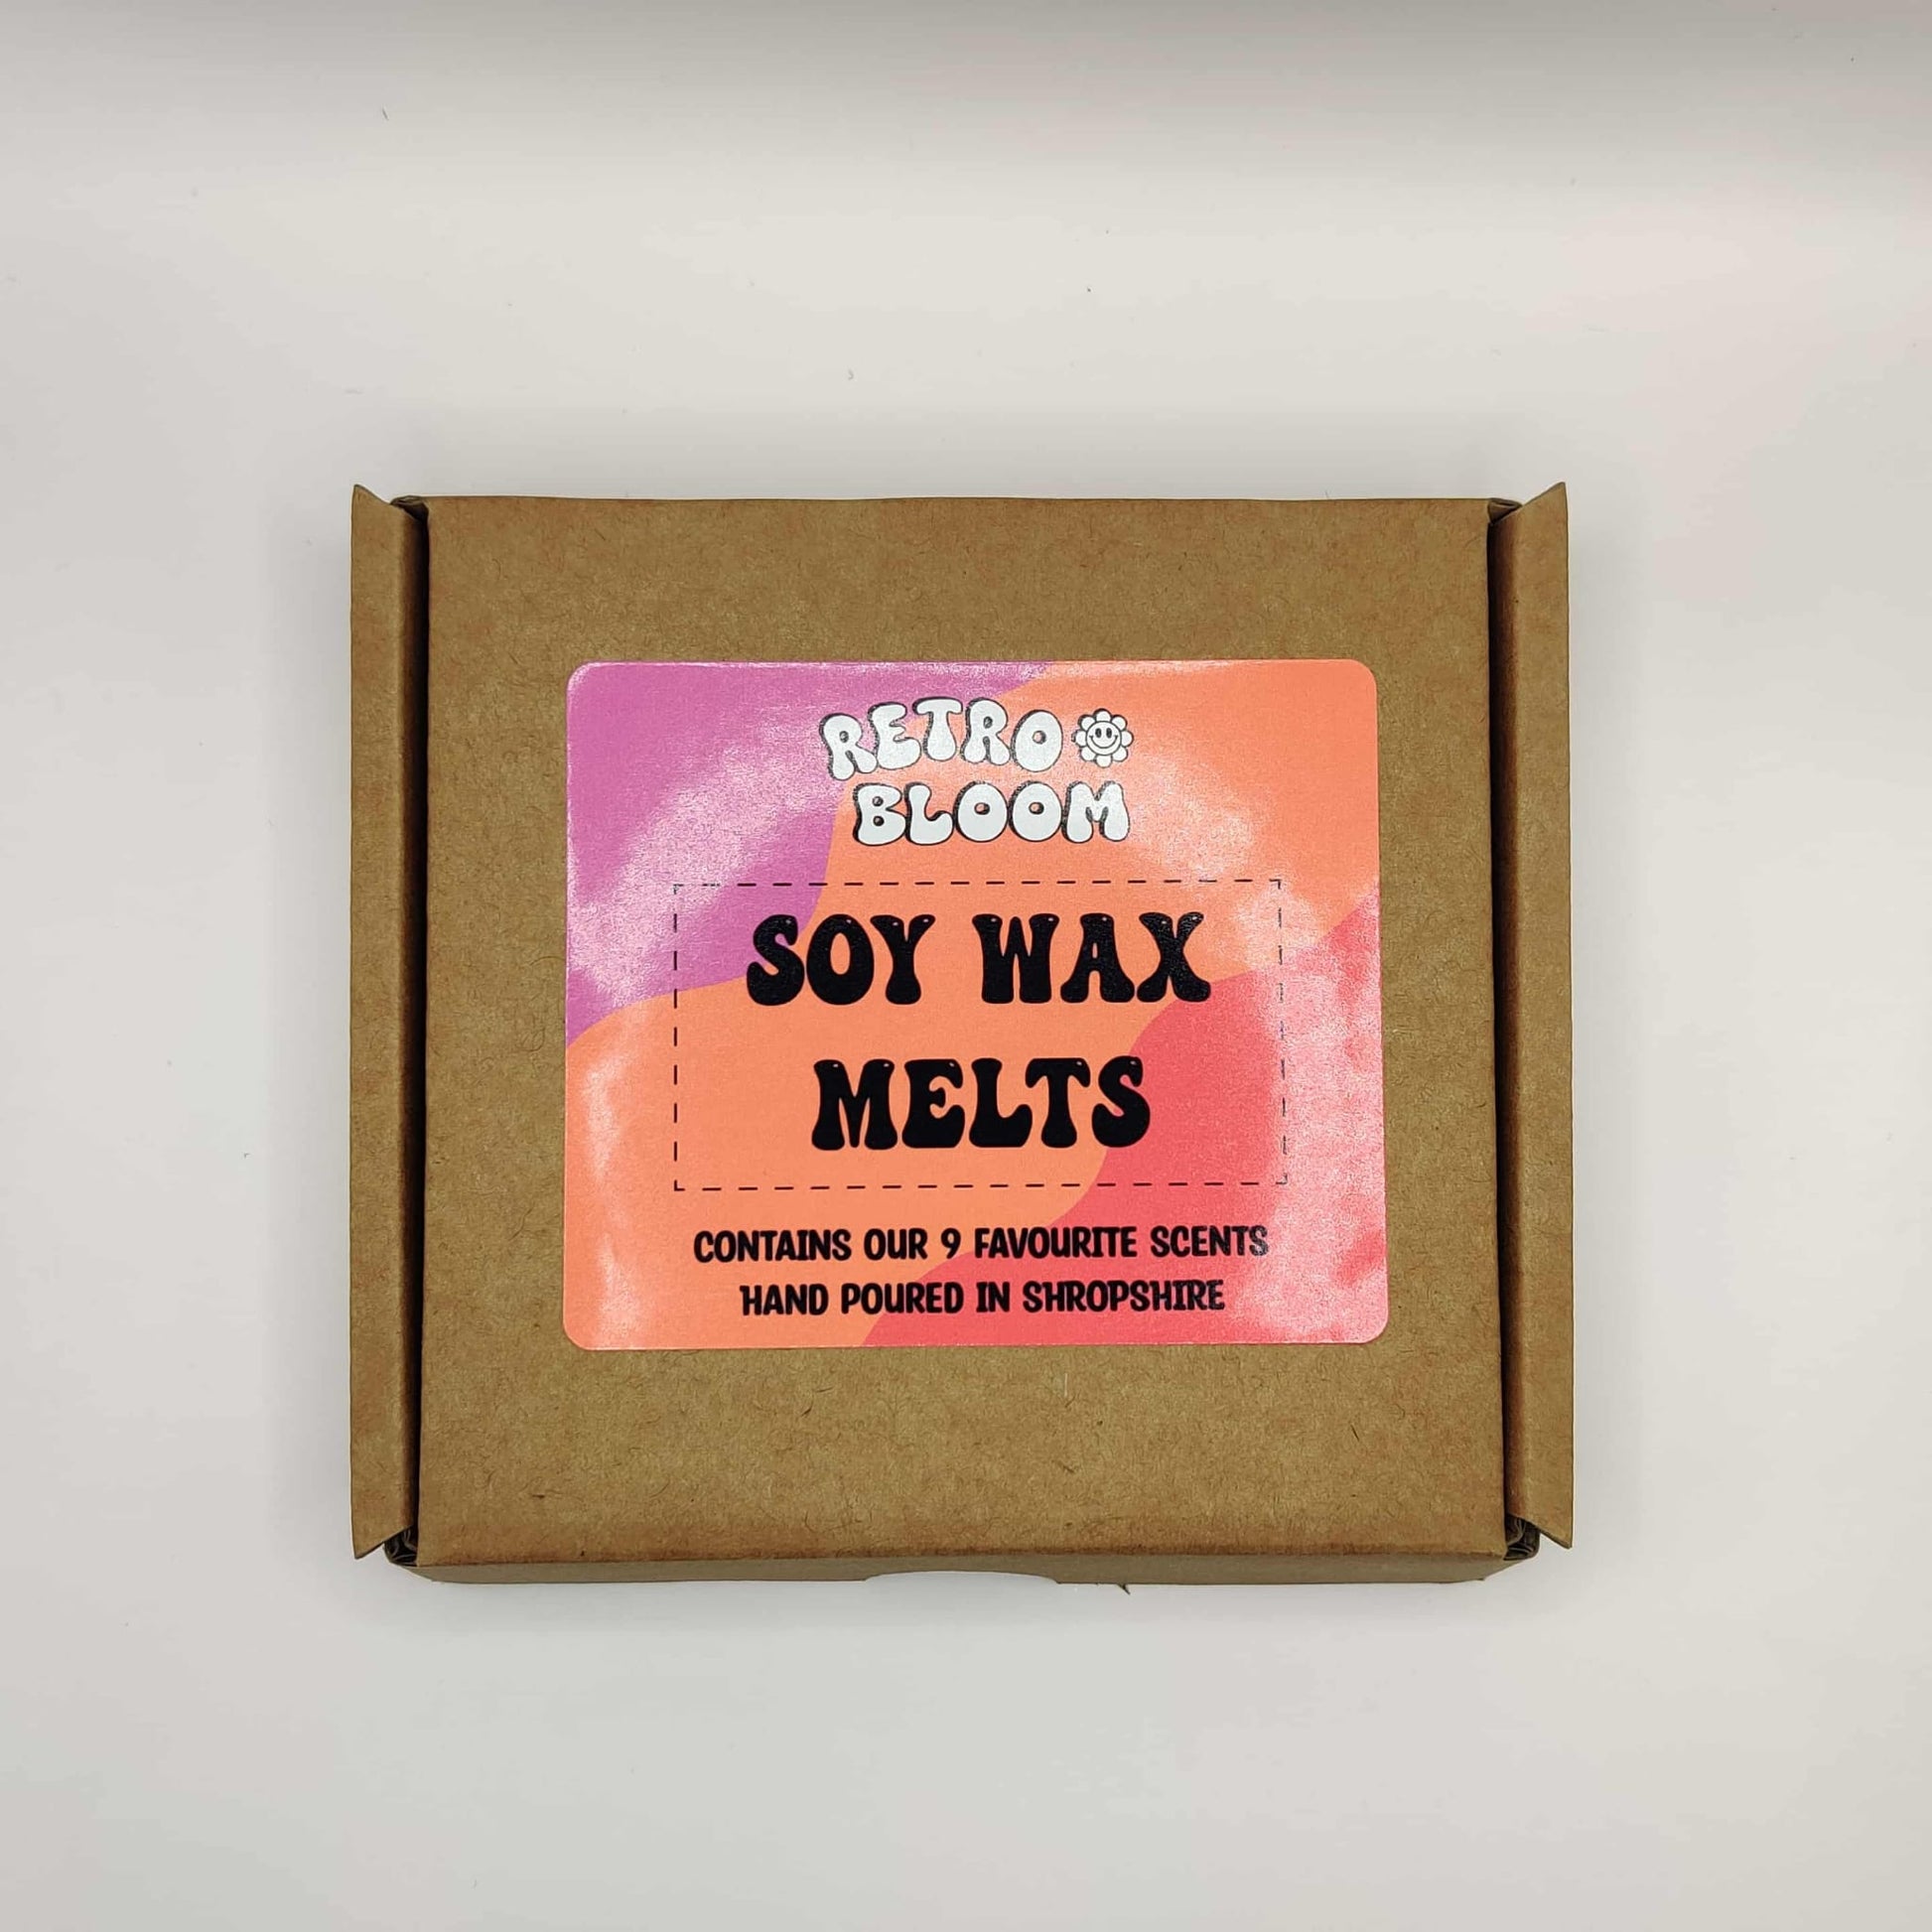 RETRO
BLOOM
SOY WAX
MELTS
CONTAINS OUR 9 FAVOURITE SCENTS
HAND POURED IN SHROPSHIRE